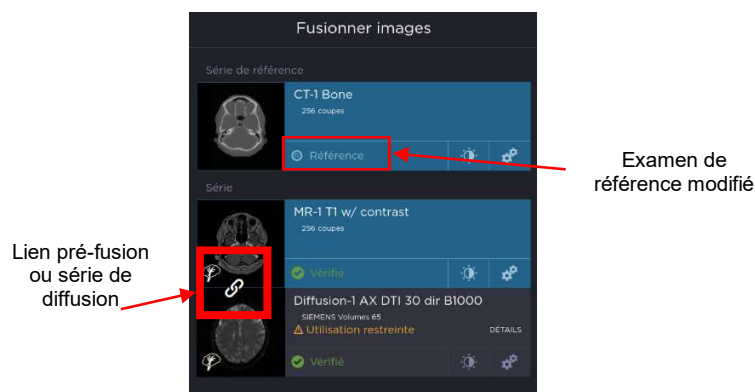 Fusionner images
Série de référence
CT-1 Bone
256 coupes
Référence
Examen de
référence modifié
Série
MR-1 T1 w/ contrast
256 coupes
Vérifié
Lien pré-fusion
ou série de
diffusion
Diffusion-1 AX DTI 30 dir B1000
SIEMENS Volumes 65
Utilisation restreinte
DÉTAILS
Vérifié